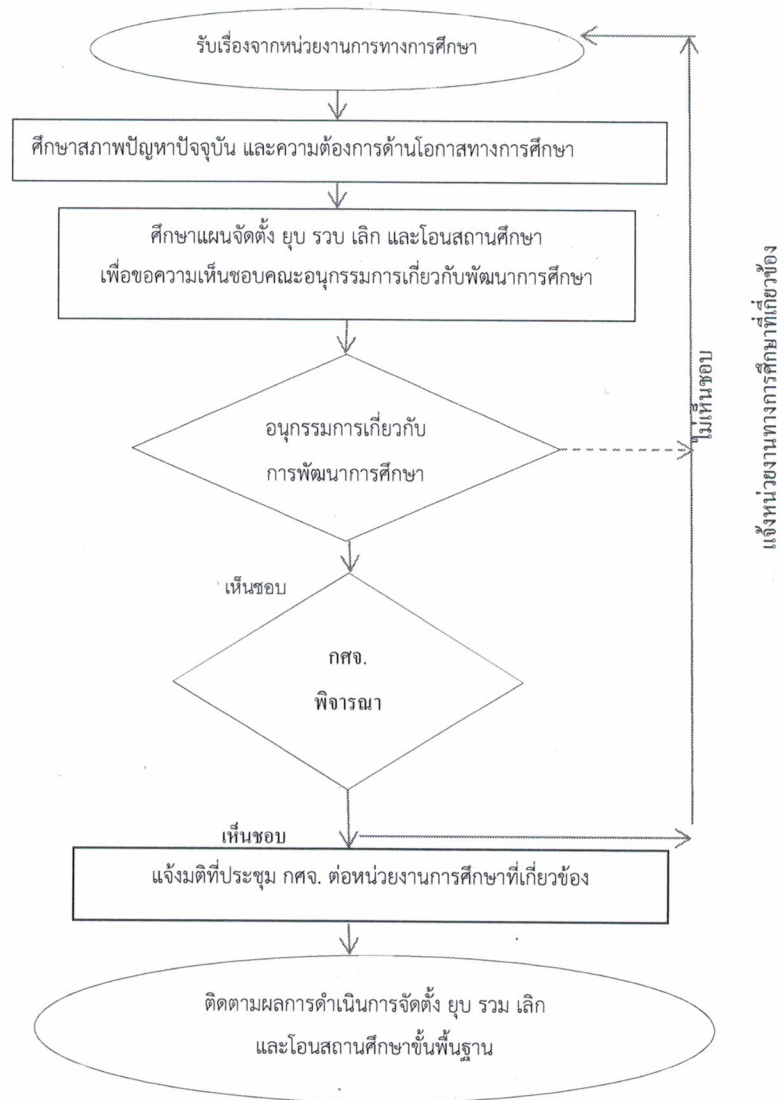 รับเรื่องจากหน่วยงานการทางการศึกษา
ศึกษาสภาพปัญหาปัจจุบัน และความต้องการด้านโอกาสทางการศึกษา
ศึกษาแผนจัดตั้ง ยุบ รวบ เลิก และโอนสถานศึกษา
เพื่อขอความเห็นชอบคณะอนุกรรมการเกี่ยวกับพัฒนาการศึกษา
อนุกรรมการเกี่ยวกับ
การพัฒนาการศึกษา
ไม่เห็นชอบ
แจ้งหน่วยงานทางการศึกษาที่เกี่ยวข้อง
เห็นชอบ
กศจ.
พิจารณา
เห็นชอบ
แจ้งมติที่ประชุม กศจ. ต่อหน่วยงานการศึกษาที่เกี่ยวข้อง
ติดตามผลการดำเนินการจัดตั้ง ยุบ รวม เลิก
และโอนสถานศึกษาขั้นพื้นฐาน